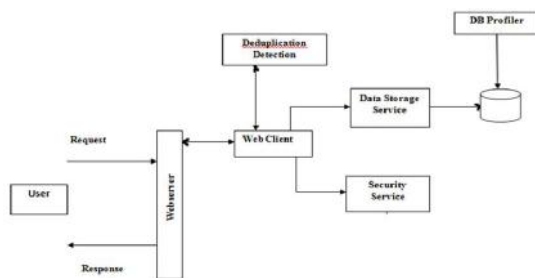 DB Profiler
Deduplication
Detection
Data Storage
Service
Request
Web Client
Webserver
User
Security
Service
Response